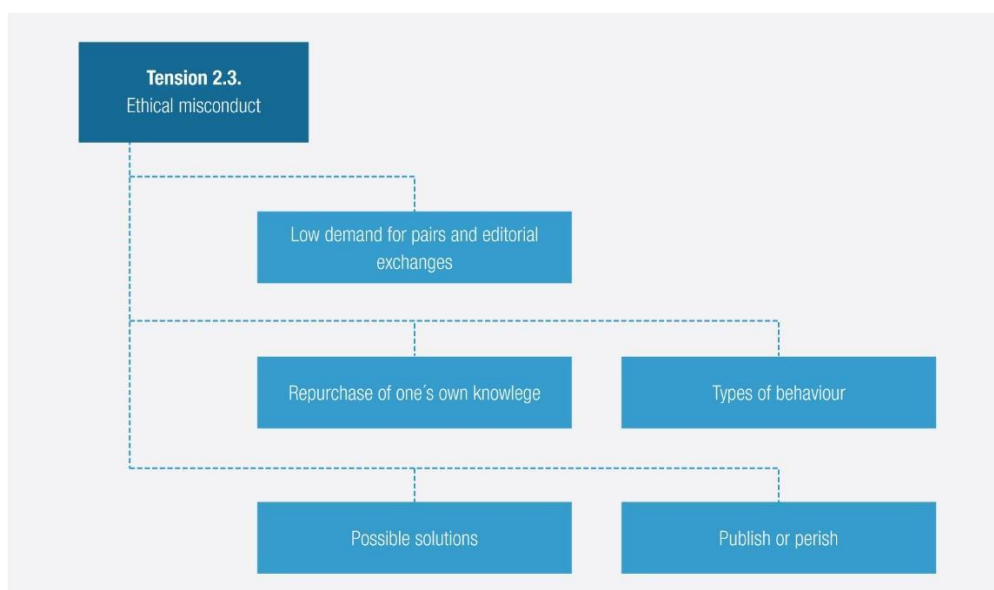 Tension 2.3.
Ethical misconduct
Low demand for pairs and editorial
exchanges
Repurchase of one´s own knowlege
Types of behaviour
Possible solutions
Publish or perish